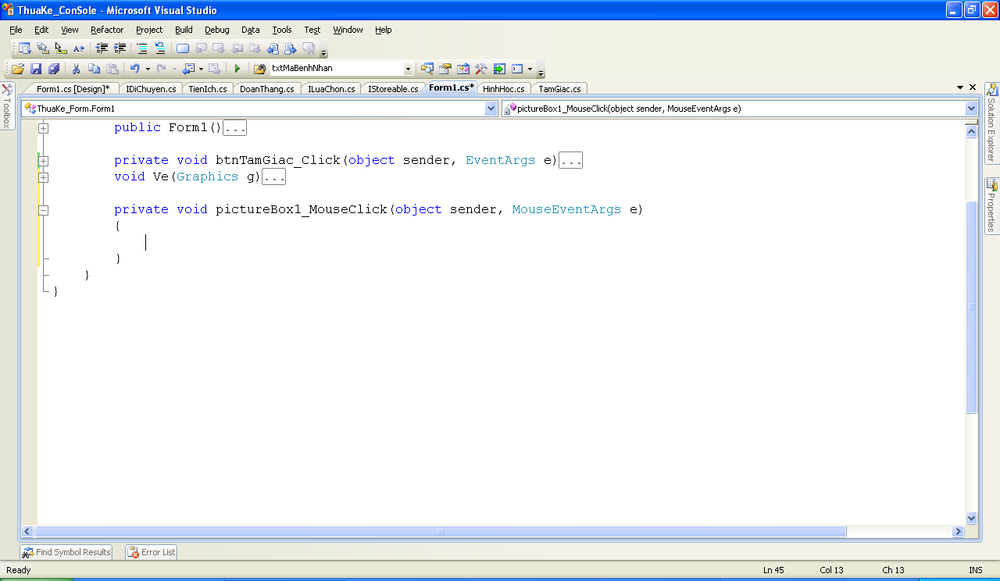 ThuaKe_ConSole - Microsoft Visual Studio
File Edit View Refactor Project Build Debug Data Tools Test Window Help
txtMaBenhNhan
Form1.cs [Design]* IDiChuyen.cs TienIch.cs DoanThang.cs ILuaChon.cs IStoreable.cs Form1.cs* HinhHoc.cs TamGiac.cs
ThuaKe_Form.Form1 pictureBox1_MouseClick(object sender, MouseEventArgs e)
Toolbox
Solution Explorer
Properties
public Form1()...
private void btnTamGiac_Click(object sender, EventArgs e)...
void Ve(Graphics g)...
private void pictureBox1_MouseClick(object sender, MouseEventArgs e)
{
}
}
}
Find Symbol Results Error List
Ready Ln 45 Col 13 Ch 13 INS